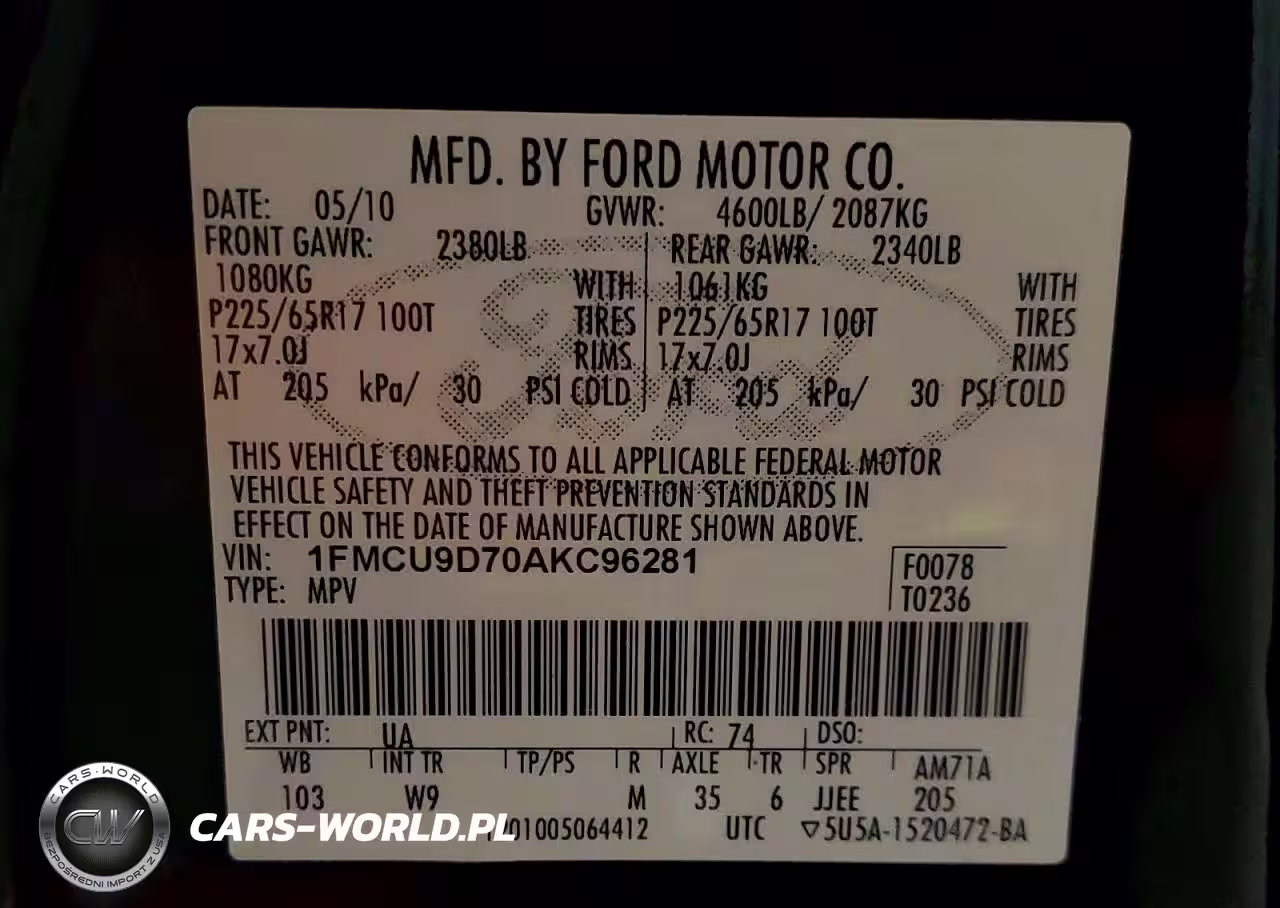 MFD. BY FORD MOTOR CO.
DATE: 05/10 GVWR: 4600LB/ 2087KG
FRONT GAWR: 2380LB REAR GAWR: 2340LB
1080KG WITH 1061KG WITH
P225/65R17 100T TIRES P225/65R17 100T TIRES
17x7.0J RIMS 17x7.0J RIMS
AT 205 kPa/ 30 PSI COLD AT 205 kPa/ 30 PSI COLD
Ford
THIS VEHICLE CONFORMS TO ALL APPLICABLE FEDERAL MOTOR
VEHICLE SAFETY AND THEFT PREVENTION STANDARDS IN
EFFECT ON THE DATE OF MANUFACTURE SHOWN ABOVE.
VIN: 1FMCU9D70AKC96281 F0078
TYPE: MPV T0236
EXT PNT: UA RC: 74 DSO:
WB INT TR TP/PS R AXLE TR SPR AM71A
103 W9 M 35 6 JJEE 205
01005064412 UTC ▽5U5A-1520472-BA
CARS-WORLD
CW
BEZPOŚREDNI IMPORT Z USA
CARS-WORLD.PL